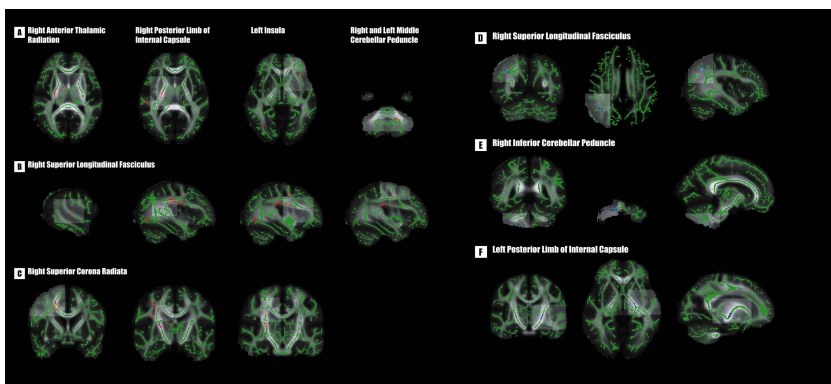 A Right Anterior Thalamic Radiation
Right Posterior Limb of Internal Capsule
Left Insula
Right and Left Middle Cerebellar Peduncle
B Right Superior Longitudinal Fasciculus
C Right Superior Corona Radiata
D Right Superior Longitudinal Fasciculus
E Right Inferior Cerebellar Peduncle
F Left Posterior Limb of Internal Capsule